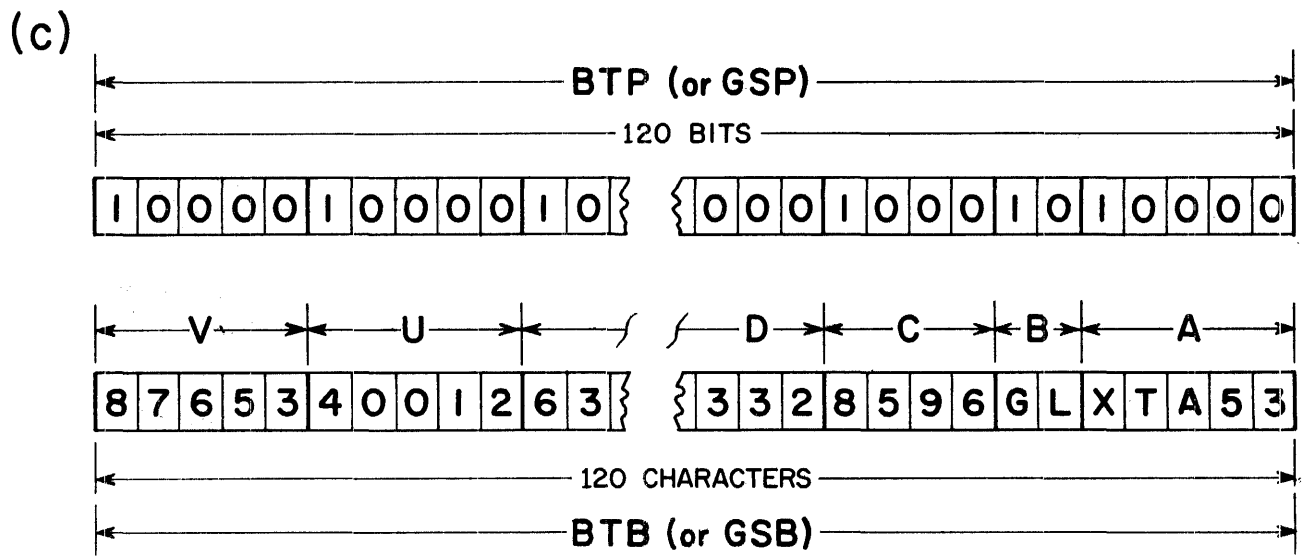 (c)
BTP (or GSP)
120 BITS
1 0 0 0 0 1 0 0 0 0 1 0 0 0 0 1 0 0 0 1 0 1 0 0 0 0
V U D C B A
8 7 6 5 3 4 0 0 1 2 6 3 3 3 2 8 5 9 6 G L X T A 5 3
120 CHARACTERS
BTB (or GSB)